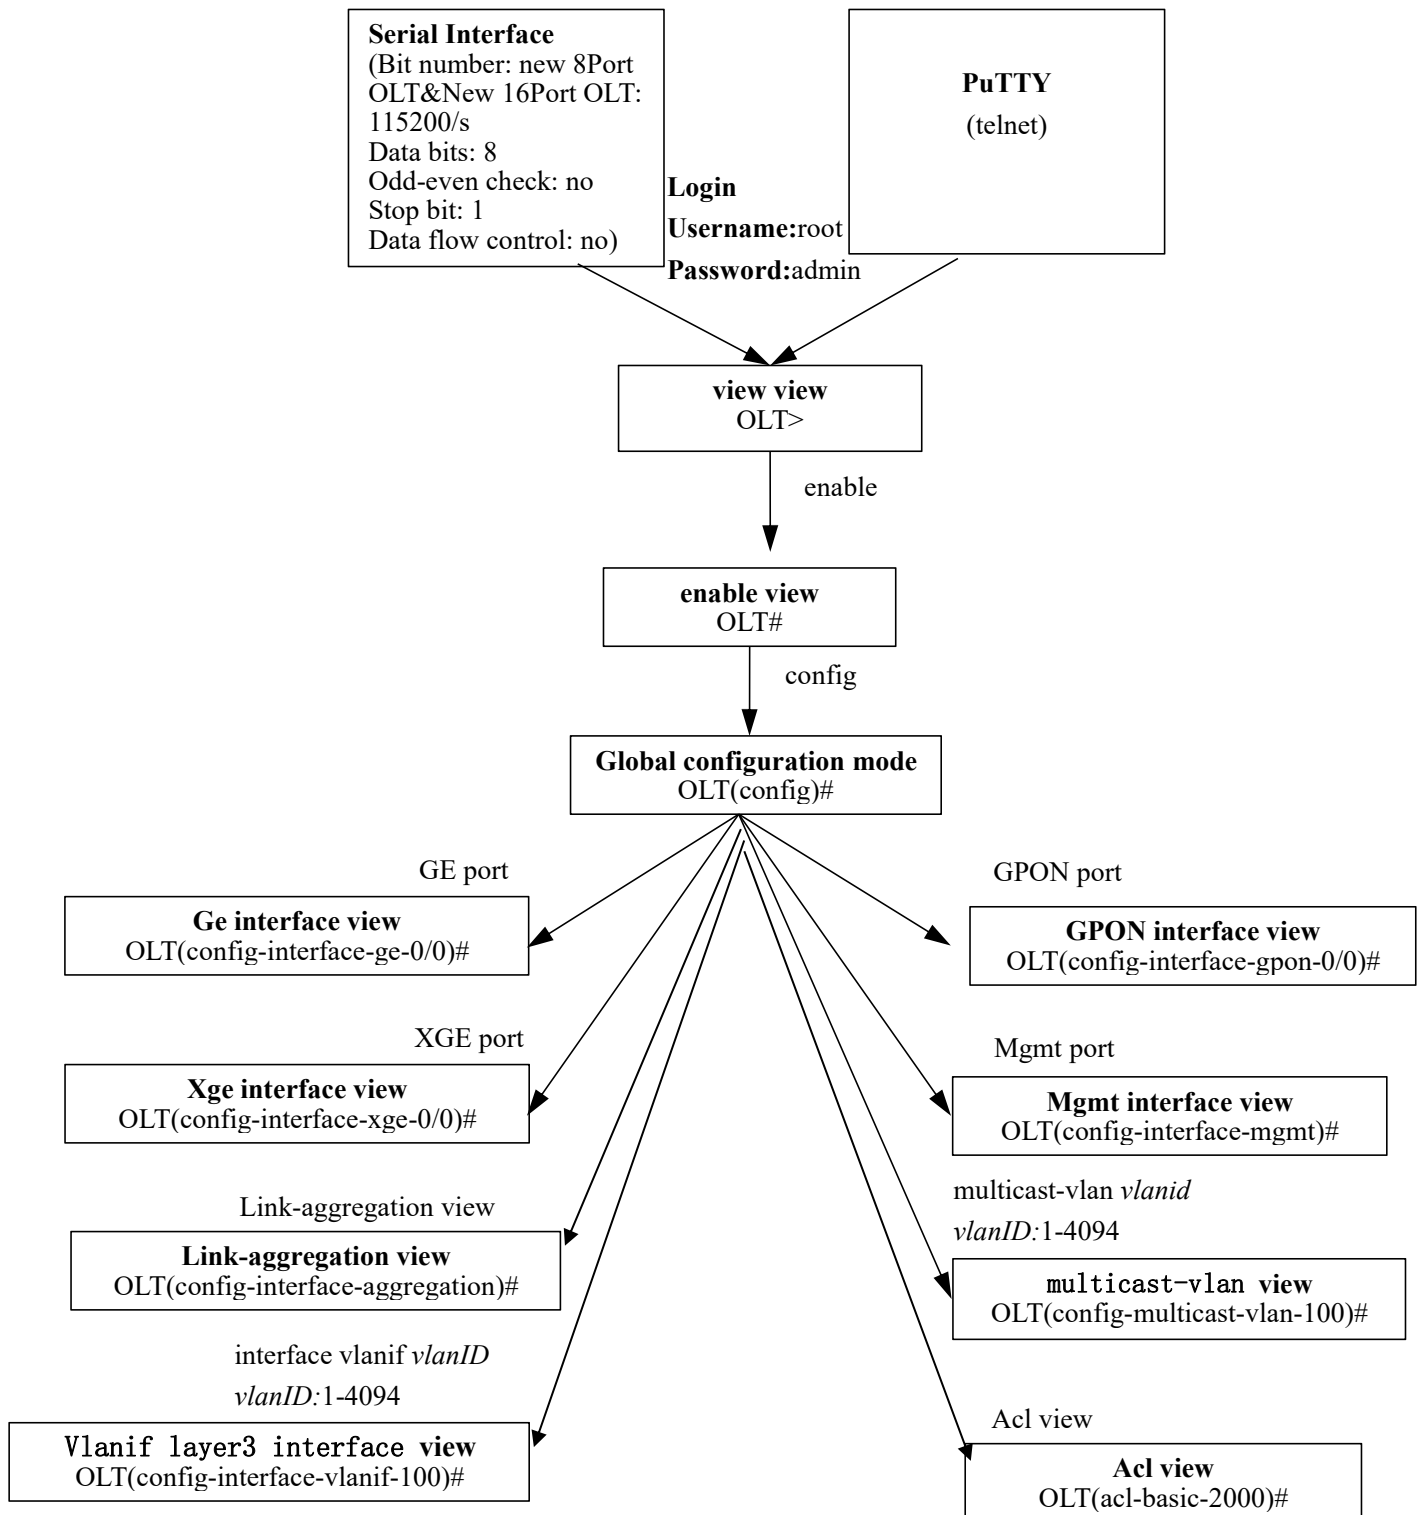 Serial Interface
(Bit number: new 8Port
OLT&New 16Port OLT:
115200/s
Data bits: 8
Odd-even check: no
Stop bit: 1
Data flow control: no)
PuTTY
(telnet)
Login
Username:root
Password:admin
view view
OLT>
enable
enable view
OLT#
config
Global configuration mode
OLT(config)#
GE port
Ge interface view
OLT(config-interface-ge-0/0)#
GPON port
GPON interface view
OLT(config-interface-gpon-0/0)#
XGE port
Xge interface view
OLT(config-interface-xge-0/0)#
Mgmt port
Mgmt interface view
OLT(config-interface-mgmt)#
Link-aggregation view
Link-aggregation view
OLT(config-interface-aggregation)#
multicast-vlan vlanid
vlanID:1-4094
multicast-vlan view
OLT(config-multicast-vlan-100)#
interface vlanif vlanID
vlanID:1-4094
Vlanif layer3 interface view
OLT(config-interface-vlanif-100)#
Acl view
Acl view
OLT(acl-basic-2000)#